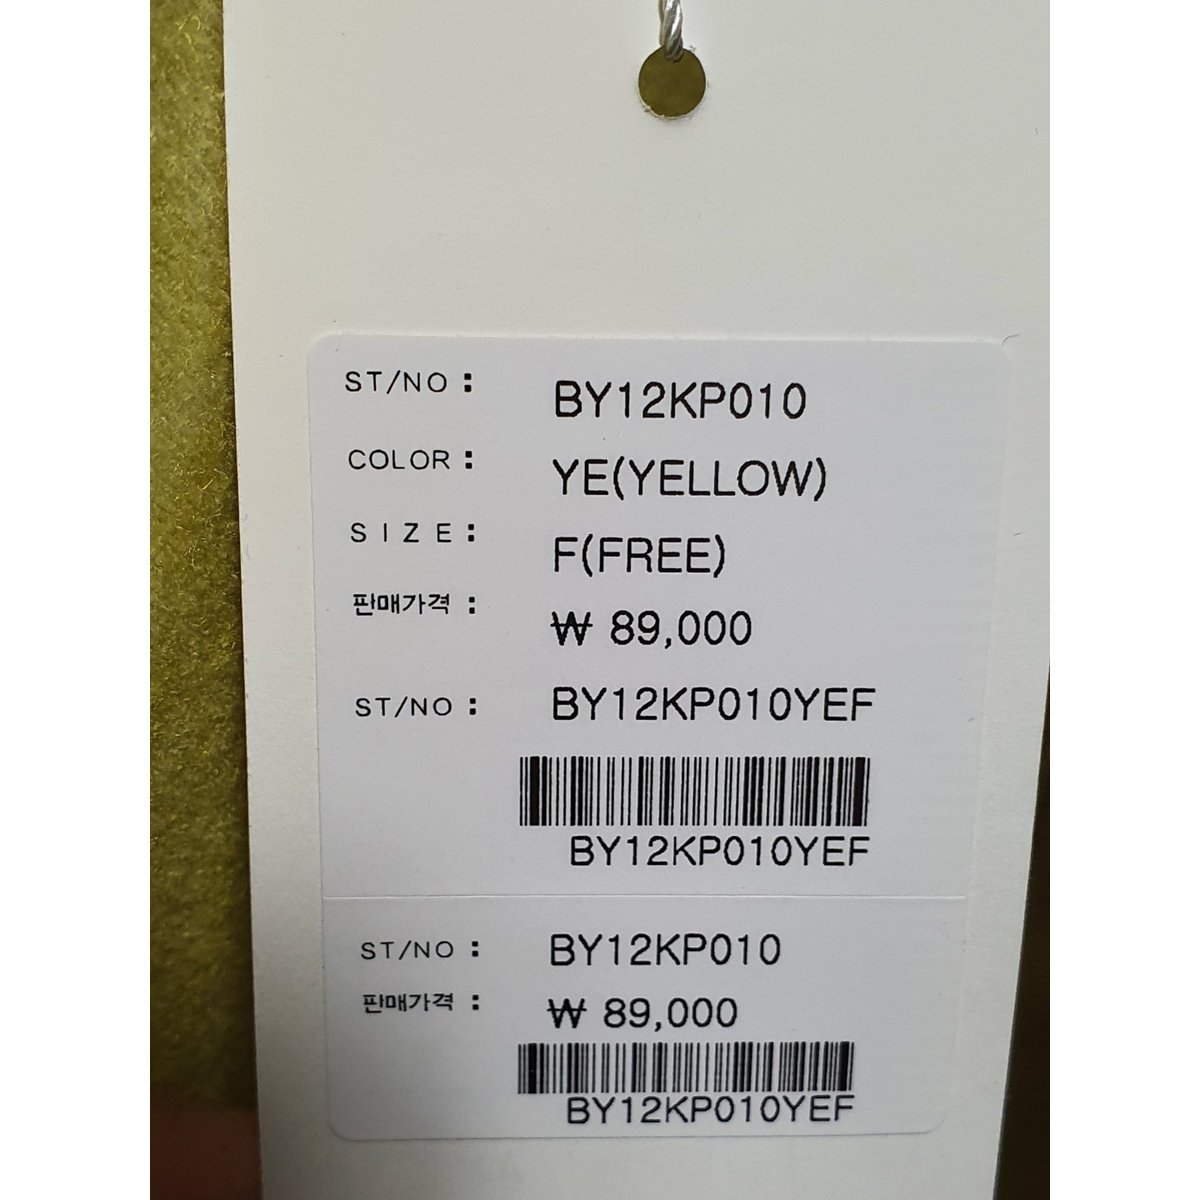 ST/NO : BY12KP010
COLOR : YE(YELLOW)
SIZE : F(FREE)
판매가격 : ₩ 89,000
ST/NO : BY12KP010YEF
BY12KP010YEF
ST/NO : BY12KP010
판매가격 : ₩ 89,000
BY12KP010YEF